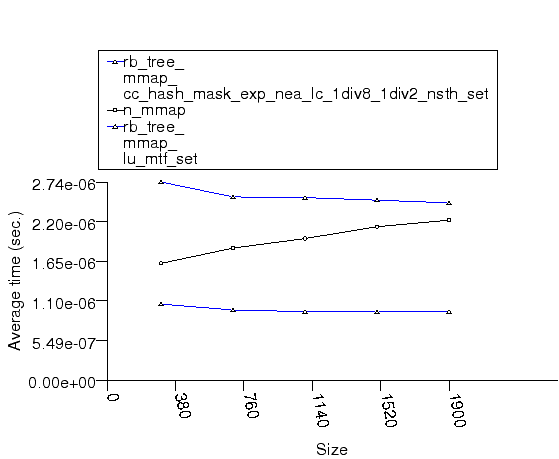 rb_tree_
mmap_
cc_hash_mask_exp_nea_lc_1div8_1div2_nsth_set
n_mmap
rb_tree_
mmap_
lu_mtf_set
2.74e-06
2.20e-06
1.65e-06
1.10e-06
5.49e-07
0.00e+00
Average time (sec.)
0
380
760
1140
1520
1900
Size